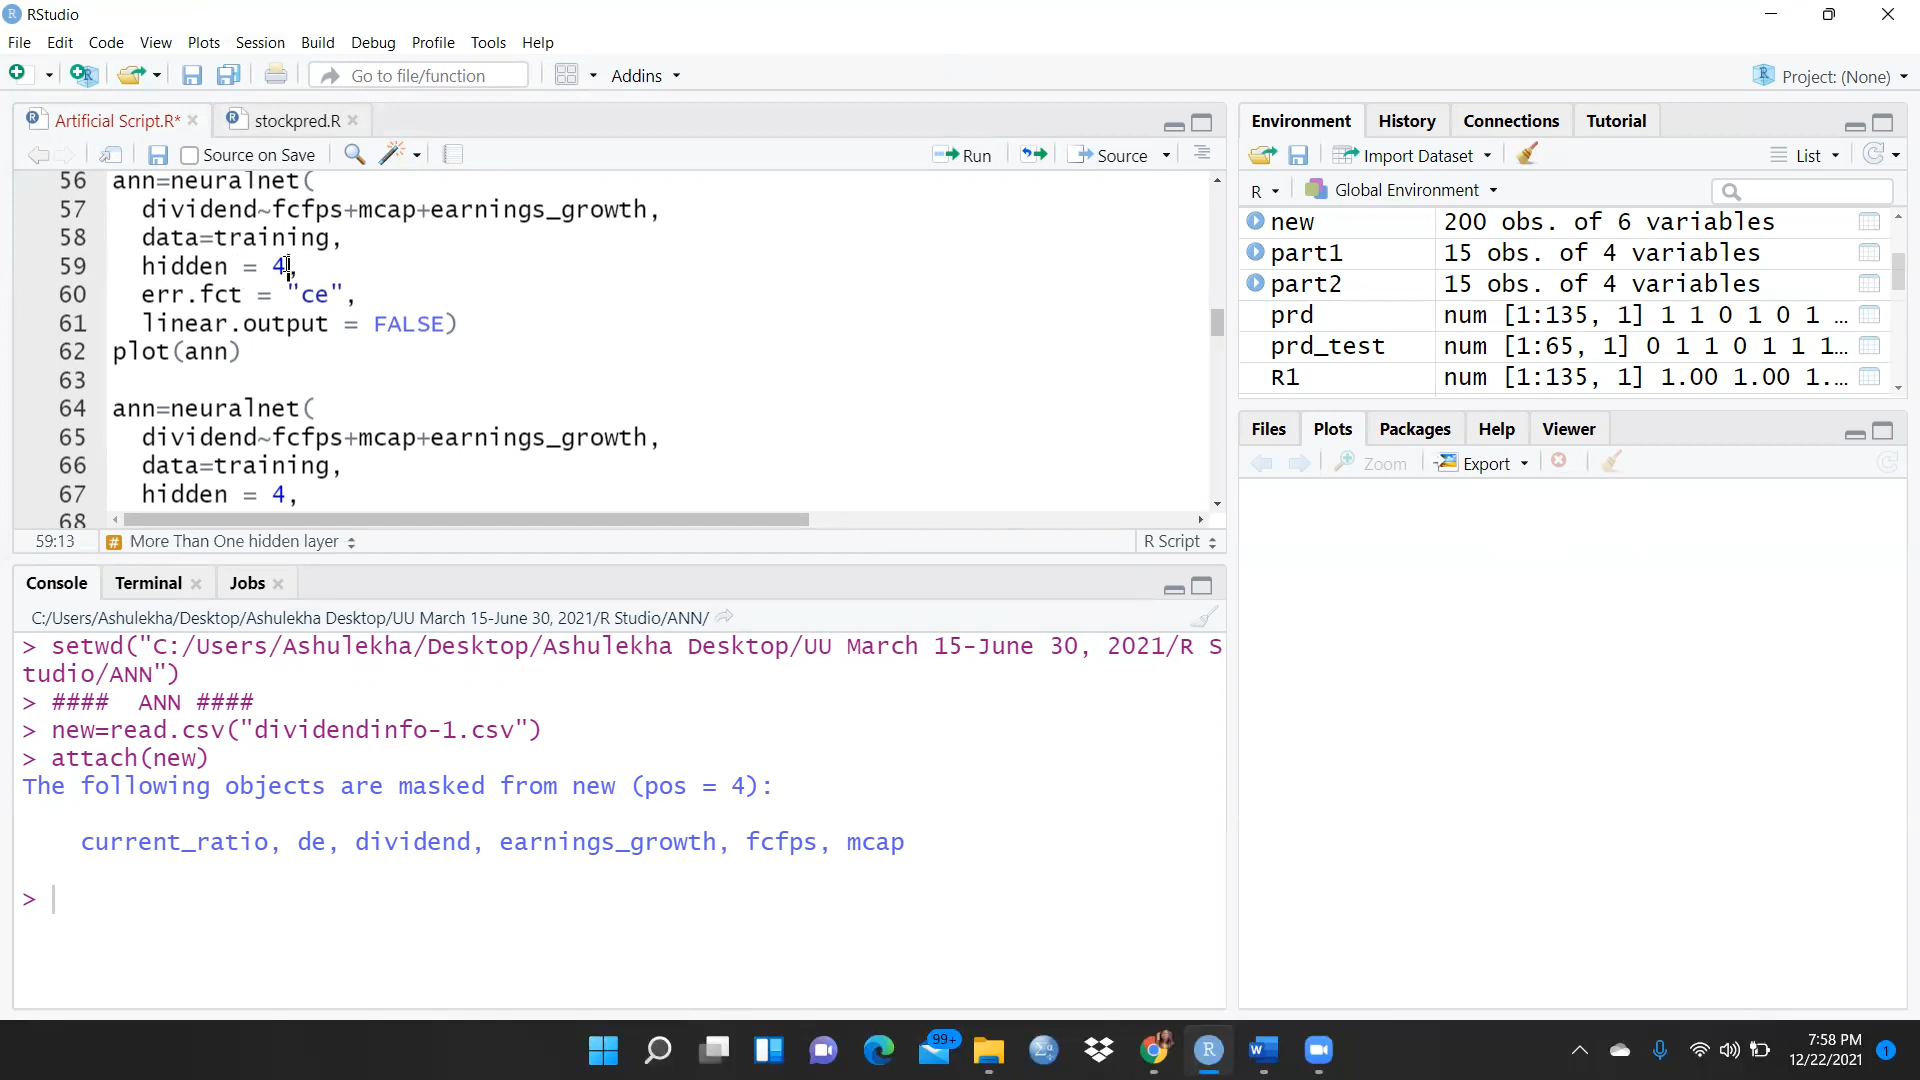 RStudio
File Edit Code View Plots Session Build Debug Profile Tools Help
Go to file/function Addins Project: (None)
Artificial Script.R* stockpred.R
Source on Save Run Source
56 ann=neuralnet(
57 dividend~fcfps+mcap+earnings_growth,
58 data=training,
59 hidden = 4,
60 err.fct = "ce",
61 linear.output = FALSE)
62 plot(ann)
63
64 ann=neuralnet(
65 dividend~fcfps+mcap+earnings_growth,
66 data=training,
67 hidden = 4,
68
59:13 # More Than One hidden layer R Script
Console Terminal Jobs
C:/Users/Ashulekha/Desktop/Ashulekha Desktop/UU March 15-June 30, 2021/R Studio/ANN/
> setwd("C:/Users/Ashulekha/Desktop/Ashulekha Desktop/UU March 15-June 30, 2021/R S
tudio/ANN")
> ####  ANN ####
> new=read.csv("dividendinfo-1.csv")
> attach(new)
The following objects are masked from new (pos = 4):
current_ratio, de, dividend, earnings_growth, fcfps, mcap
>
Environment History Connections Tutorial
Import Dataset List
R Global Environment
new 200 obs. of 6 variables
part1 15 obs. of 4 variables
part2 15 obs. of 4 variables
prd num [1:135, 1] 1 1 0 1 0 1 ...
prd_test num [1:65, 1] 0 1 1 0 1 1 1...
R1 num [1:135, 1] 1.00 1.00 1....
Files Plots Packages Help Viewer
Zoom Export
99+
7:58 PM
12/22/2021 1